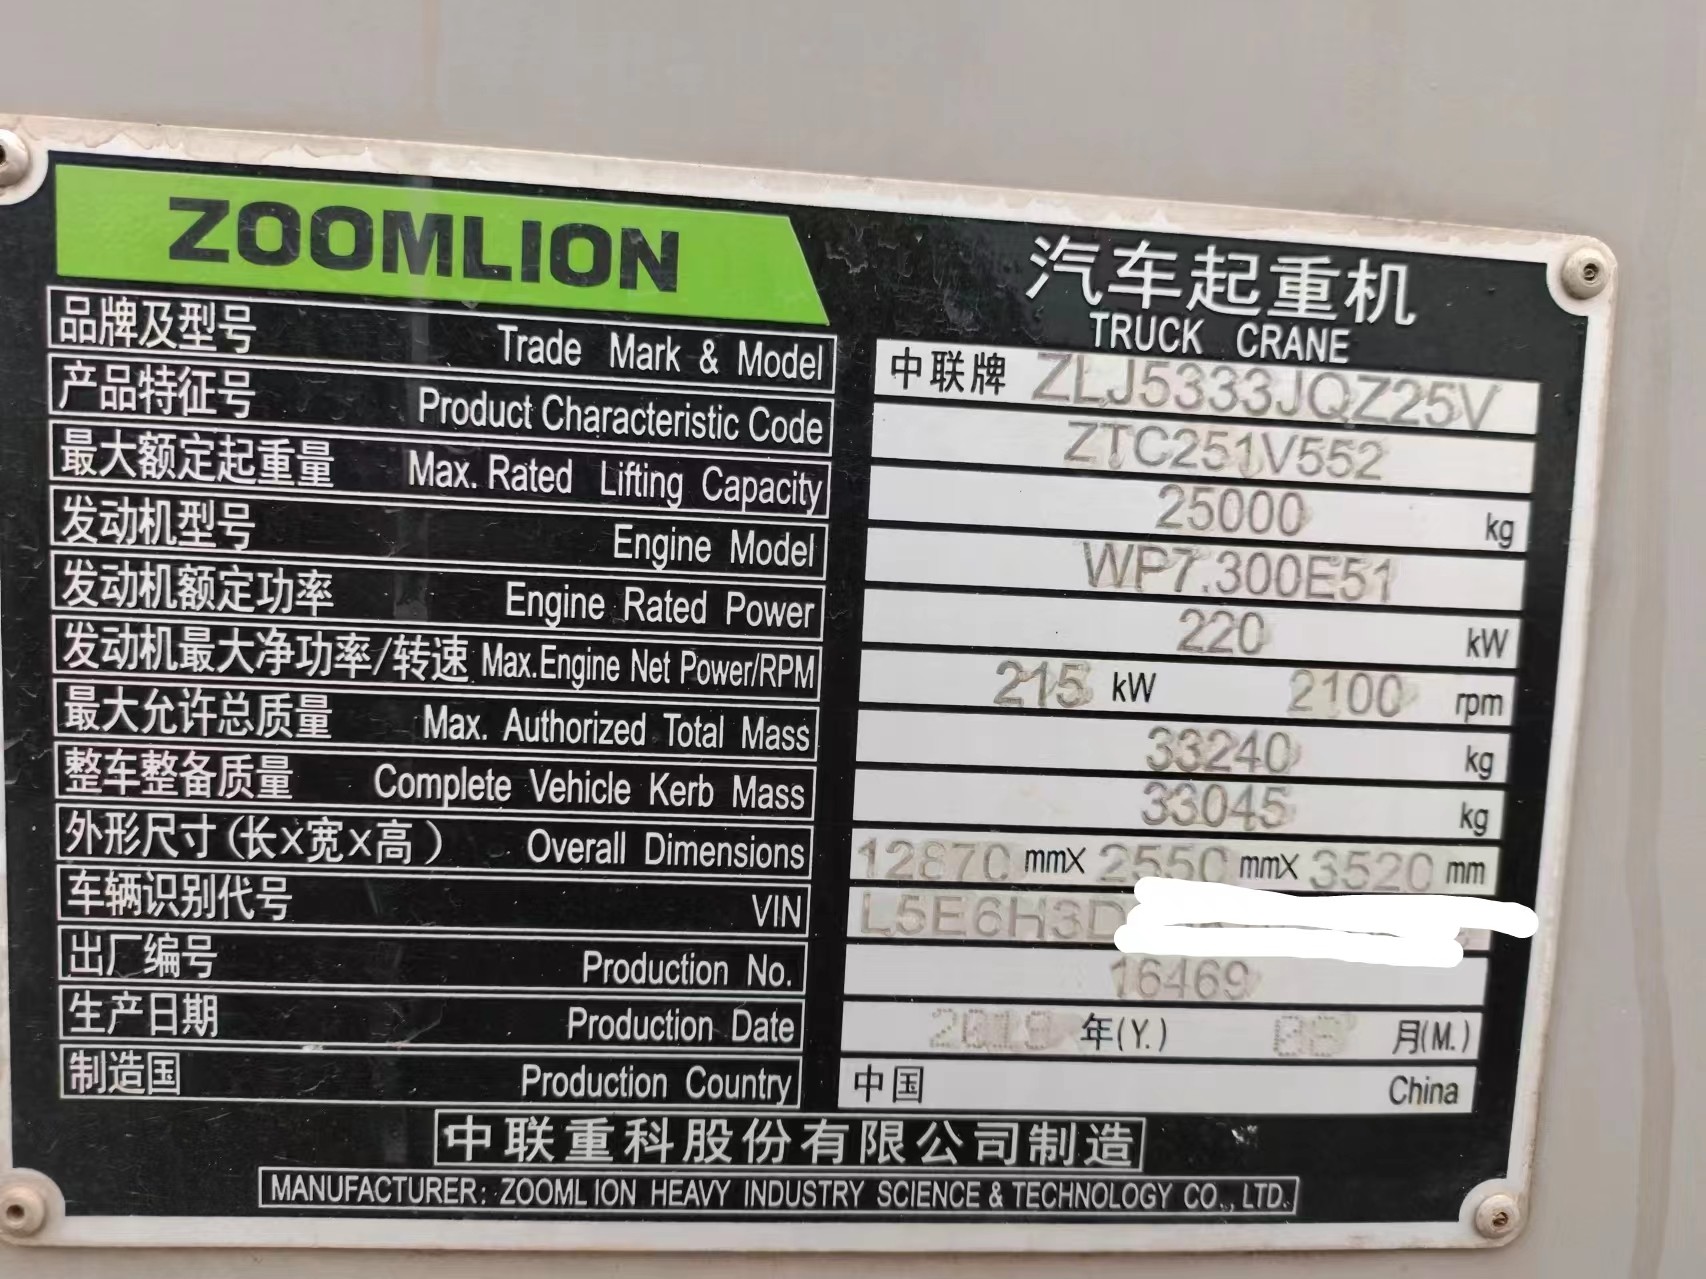 ZOOMLION
汽车起重机
TRUCK CRANE
品牌及型号 Trade Mark & Model 中联牌 ZLJ5333JQZ25V
产品特征号 Product Characteristic Code ZTC251V552
最大额定起重量 Max. Rated Lifting Capacity 25000 kg
发动机型号 Engine Model WP7.300E51
发动机额定功率 Engine Rated Power 220 kW
发动机最大净功率/转速 Max.Engine Net Power/RPM 215 kW 2100 rpm
最大允许总质量 Max. Authorized Total Mass 33240 kg
整车整备质量 Complete Vehicle Kerb Mass 33045 kg
外形尺寸(长X宽X高) Overall Dimensions 12870 mmX 2550 mmX 3520 mm
车辆识别代号 VIN L5E6H3D
出厂编号 Production No. 16469
生产日期 Production Date 2019 年(Y.) 月(M.)
制造国 Production Country 中国 China
中联重科股份有限公司制造
MANUFACTURER: ZOOMLION HEAVY INDUSTRY SCIENCE & TECHNOLOGY CO., LTD.